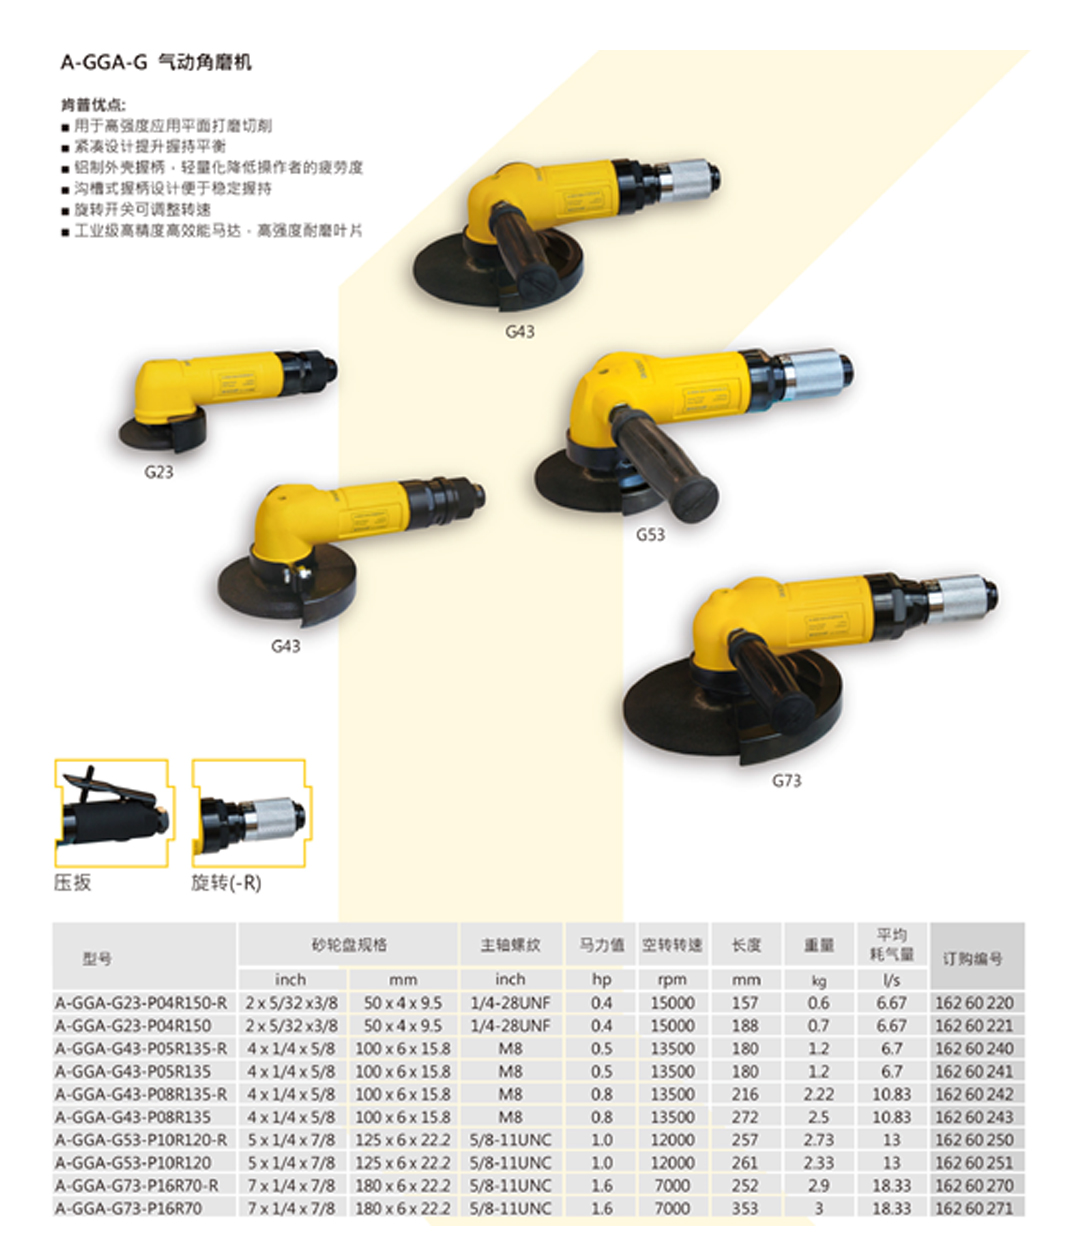 A-GGA-G 气动角磨机
肯普优点:
■ 用于高强度应用平面打磨切削
■ 紧凑设计提升握持平衡
■ 铝制外壳握柄，轻量化降低操作者的疲劳度
■ 沟槽式握柄设计便于稳定握持
■ 旋转开关可调整转速
■ 工业级高精度高效能马达，高强度耐磨叶片
G43
G23
G53
G43
G73
压扳 旋转(-R)
型号 砂轮盘规格 主轴螺纹 马力值 空转转速 长度 重量 平均耗气量 订购编号
inch mm inch hp rpm mm kg l/s
A-GGA-G23-P04R150-R 2 x 5/32 x3/8 50 x 4 x 9.5 1/4-28UNF 0.4 15000 157 0.6 6.67 162 60 220
A-GGA-G23-P04R150 2 x 5/32 x3/8 50 x 4 x 9.5 1/4-28UNF 0.4 15000 188 0.7 6.67 162 60 221
A-GGA-G43-P05R135-R 4 x 1/4 x 5/8 100 x 6 x 15.8 M8 0.5 13500 180 1.2 6.7 162 60 240
A-GGA-G43-P05R135 4 x 1/4 x 5/8 100 x 6 x 15.8 M8 0.5 13500 180 1.2 6.7 162 60 241
A-GGA-G43-P08R135-R 4 x 1/4 x 5/8 100 x 6 x 15.8 M8 0.8 13500 216 2.22 10.83 162 60 242
A-GGA-G43-P08R135 4 x 1/4 x 5/8 100 x 6 x 15.8 M8 0.8 13500 272 2.5 10.83 162 60 243
A-GGA-G53-P10R120-R 5 x 1/4 x 7/8 125 x 6 x 22.2 5/8-11UNC 1.0 12000 257 2.73 13 162 60 250
A-GGA-G53-P10R120 5 x 1/4 x 7/8 125 x 6 x 22.2 5/8-11UNC 1.0 12000 261 2.33 13 162 60 251
A-GGA-G73-P16R70-R 7 x 1/4 x 7/8 180 x 6 x 22.2 5/8-11UNC 1.6 7000 252 2.9 18.33 162 60 270
A-GGA-G73-P16R70 7 x 1/4 x 7/8 180 x 6 x 22.2 5/8-11UNC 1.6 7000 353 3 18.33 162 60 271